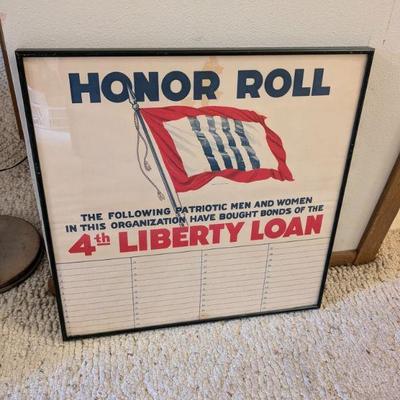 HONOR ROLL
THE FOLLOWING PATRIOTIC MEN AND WOMEN
IN THIS ORGANIZATION HAVE BOUGHT BONDS OF THE
4th LIBERTY LOAN